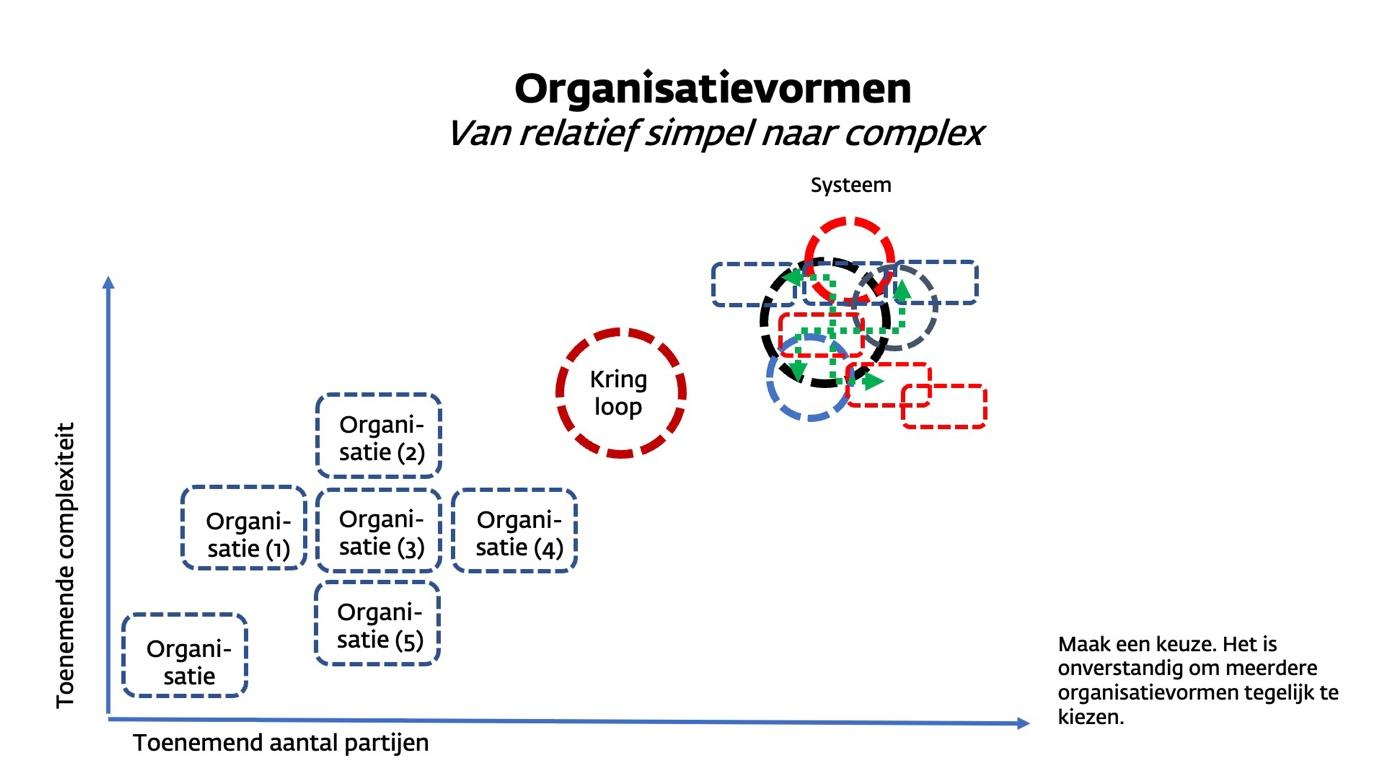 Organisatievormen
Van relatief simpel naar complex
Systeem
Kring
loop
Organi-
satie (2)
Organi-
satie (1)
Organi-
satie (3)
Organi-
satie (4)
Organi-
satie (5)
Organi-
satie
Toenemende complexiteit
Toenemend aantal partijen
Maak een keuze. Het is
onverstandig om meerdere
organisatievormen tegelijk te
kiezen.